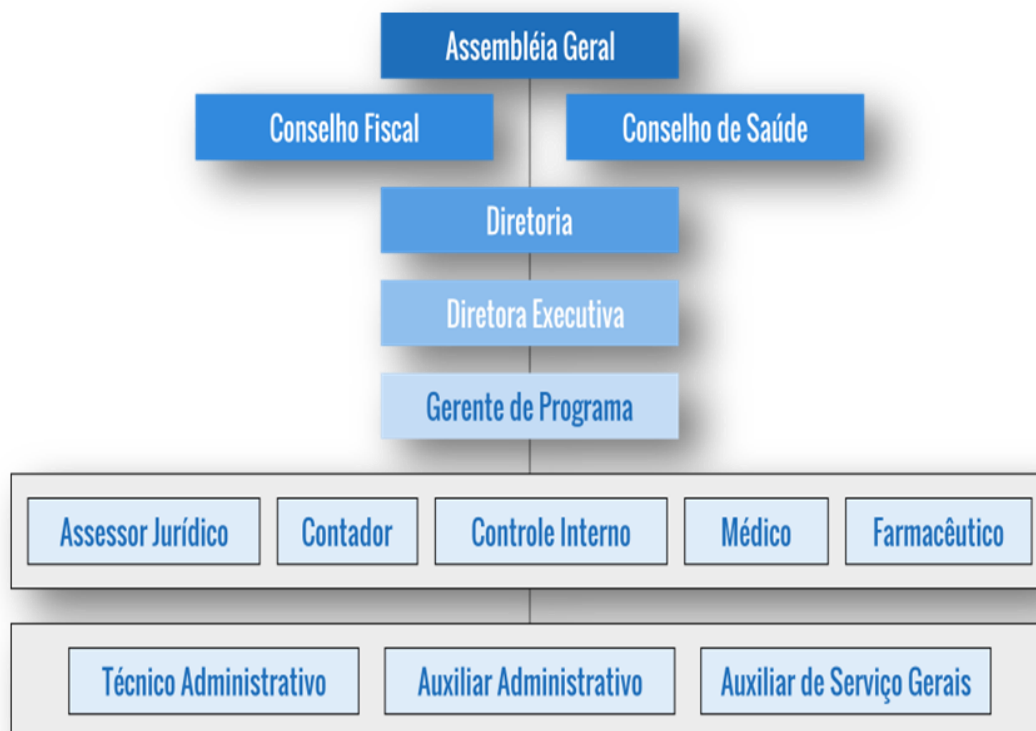 Assembléia Geral
Conselho Fiscal
Conselho de Saúde
Diretoria
Diretora Executiva
Gerente de Programa
Assessor Jurídico
Contador
Controle Interno
Médico
Farmacêutico
Técnico Administrativo
Auxiliar Administrativo
Auxiliar de Serviço Gerais